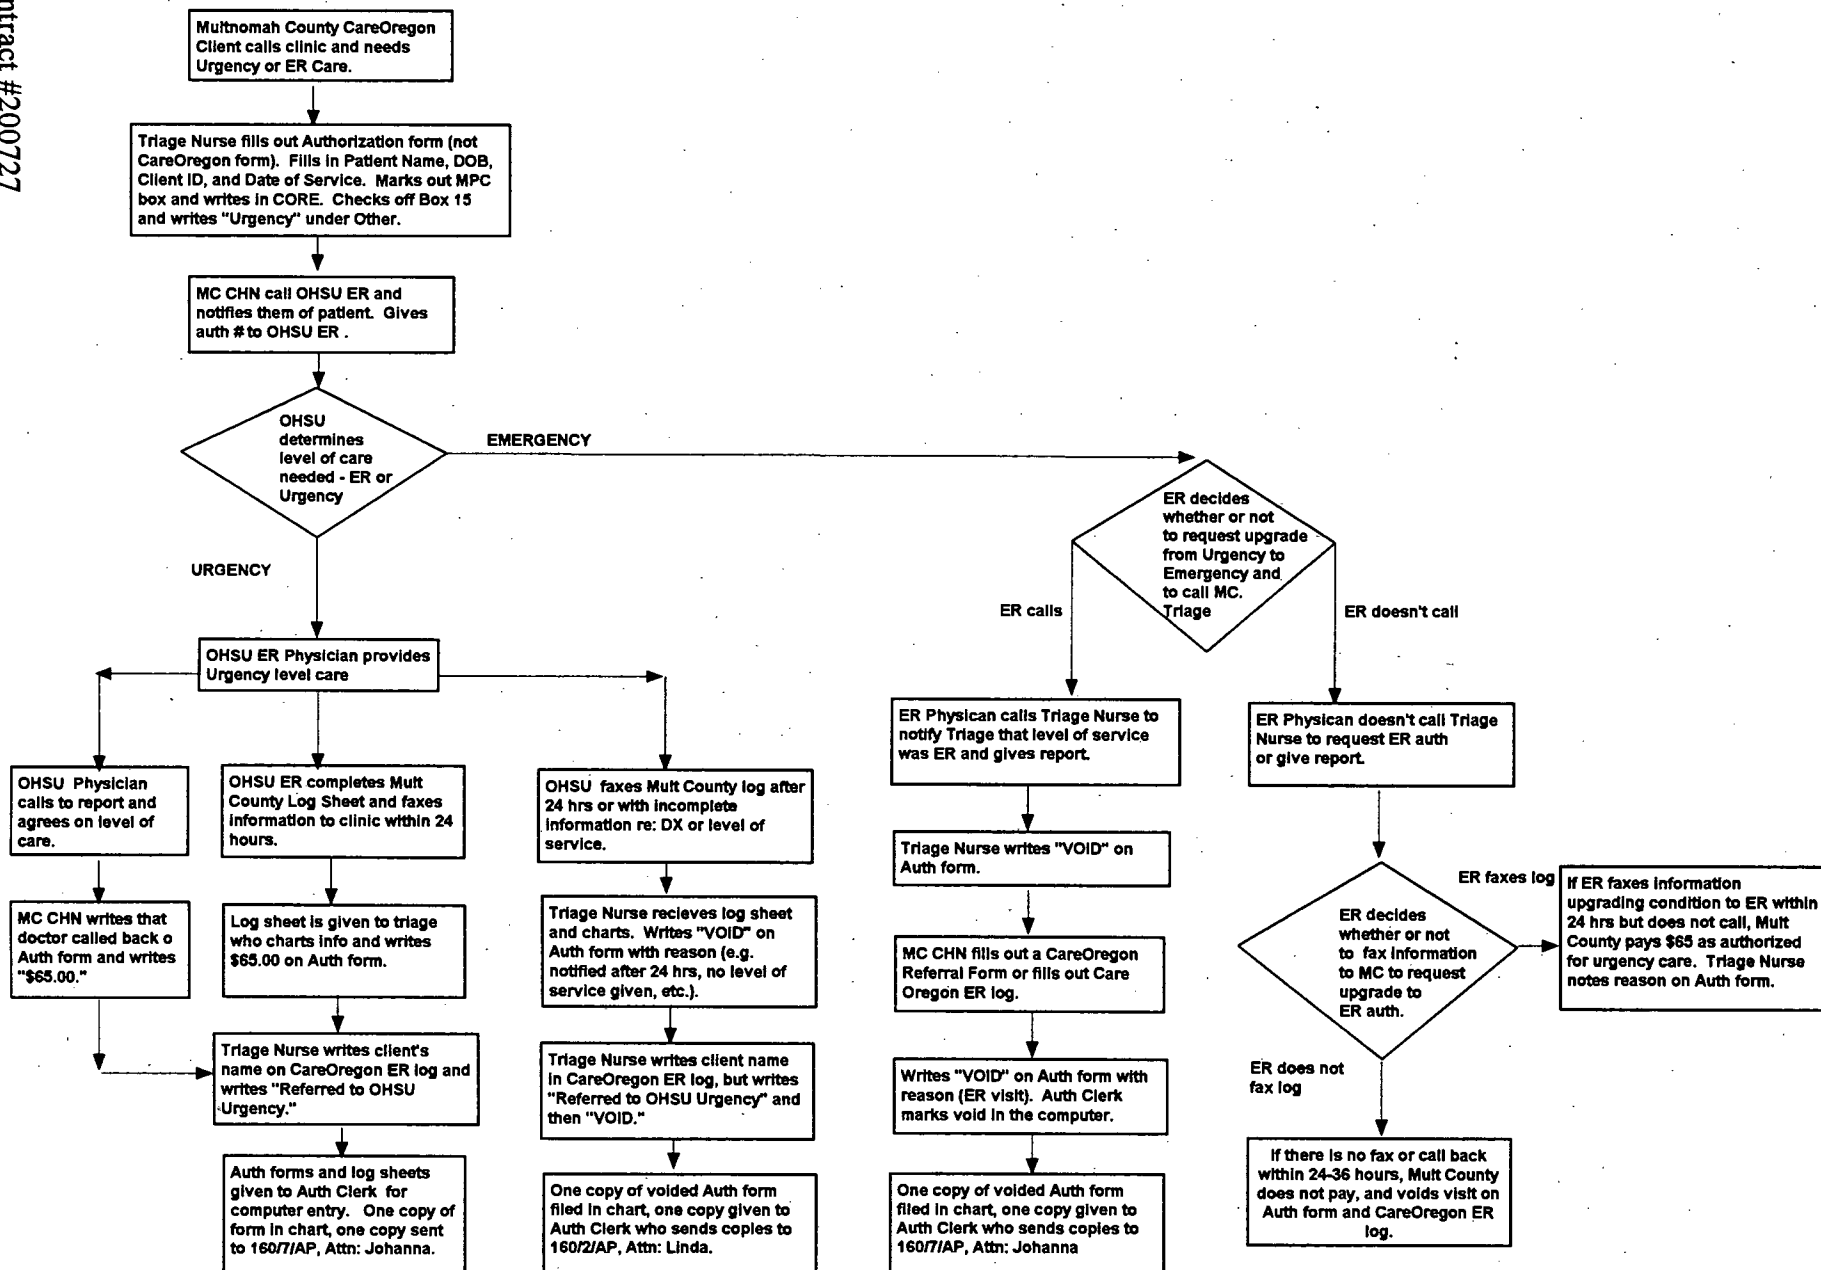 ntract #200727
Multnomah County CareOregon
Client calls clinic and needs
Urgency or ER Care.
Triage Nurse fills out Authorization form (not
CareOregon form). Fills in Patient Name, DOB,
Client ID, and Date of Service. Marks out MPC
box and writes in CORE. Checks off Box 15
and writes "Urgency" under Other.
MC CHN call OHSU ER and
notifies them of patient. Gives
auth # to OHSU ER .
OHSU
determines
level of care
needed - ER or
Urgency
EMERGENCY
URGENCY
ER decides
whether or not
to request upgrade
from Urgency to
Emergency and
to call MC.
Triage
ER calls
ER doesn't call
OHSU ER Physician provides
Urgency level care
OHSU Physician
calls to report and
agrees on level of
care.
MC CHN writes that
doctor called back o
Auth form and writes
"$65.00."
OHSU ER completes Mult
County Log Sheet and faxes
information to clinic within 24
hours.
Log sheet is given to triage
who charts info and writes
$65.00 on Auth form.
Triage Nurse writes client's
name on CareOregon ER log and
writes "Referred to OHSU
Urgency."
Auth forms and log sheets
given to Auth Clerk for
computer entry. One copy of
form in chart, one copy sent
to 160/7/AP, Attn: Johanna.
OHSU faxes Mult County log after
24 hrs or with incomplete
information re: DX or level of
service.
Triage Nurse recieves log sheet
and charts. Writes "VOID" on
Auth form with reason (e.g.
notified after 24 hrs, no level of
service given, etc.).
Triage Nurse writes client name
in CareOregon ER log, but writes
"Referred to OHSU Urgency" and
then "VOID."
One copy of voided Auth form
filed in chart, one copy given to
Auth Clerk who sends copies to
160/2/AP, Attn: Linda.
ER Physican calls Triage Nurse to
notify Triage that level of service
was ER and gives report.
Triage Nurse writes "VOID" on
Auth form.
MC CHN fills out a CareOregon
Referral Form or fills out Care
Oregon ER log.
Writes "VOID" on Auth form with
reason (ER visit). Auth Clerk
marks void in the computer.
One copy of voided Auth form
filed in chart, one copy given to
Auth Clerk who sends copies to
160/7/AP, Attn: Johanna
ER Physican doesn't call Triage
Nurse to request ER auth
or give report.
ER decides
whether or not
to fax information
to MC to request
upgrade to
ER auth.
ER faxes log
If ER faxes information
upgrading condition to ER within
24 hrs but does not call, Mult
County pays $65 as authorized
for urgency care. Triage Nurse
notes reason on Auth form.
ER does not
fax log
If there is no fax or call back
within 24-36 hours, Mult County
does not pay, and voids visit on
Auth form and CareOregon ER
log.